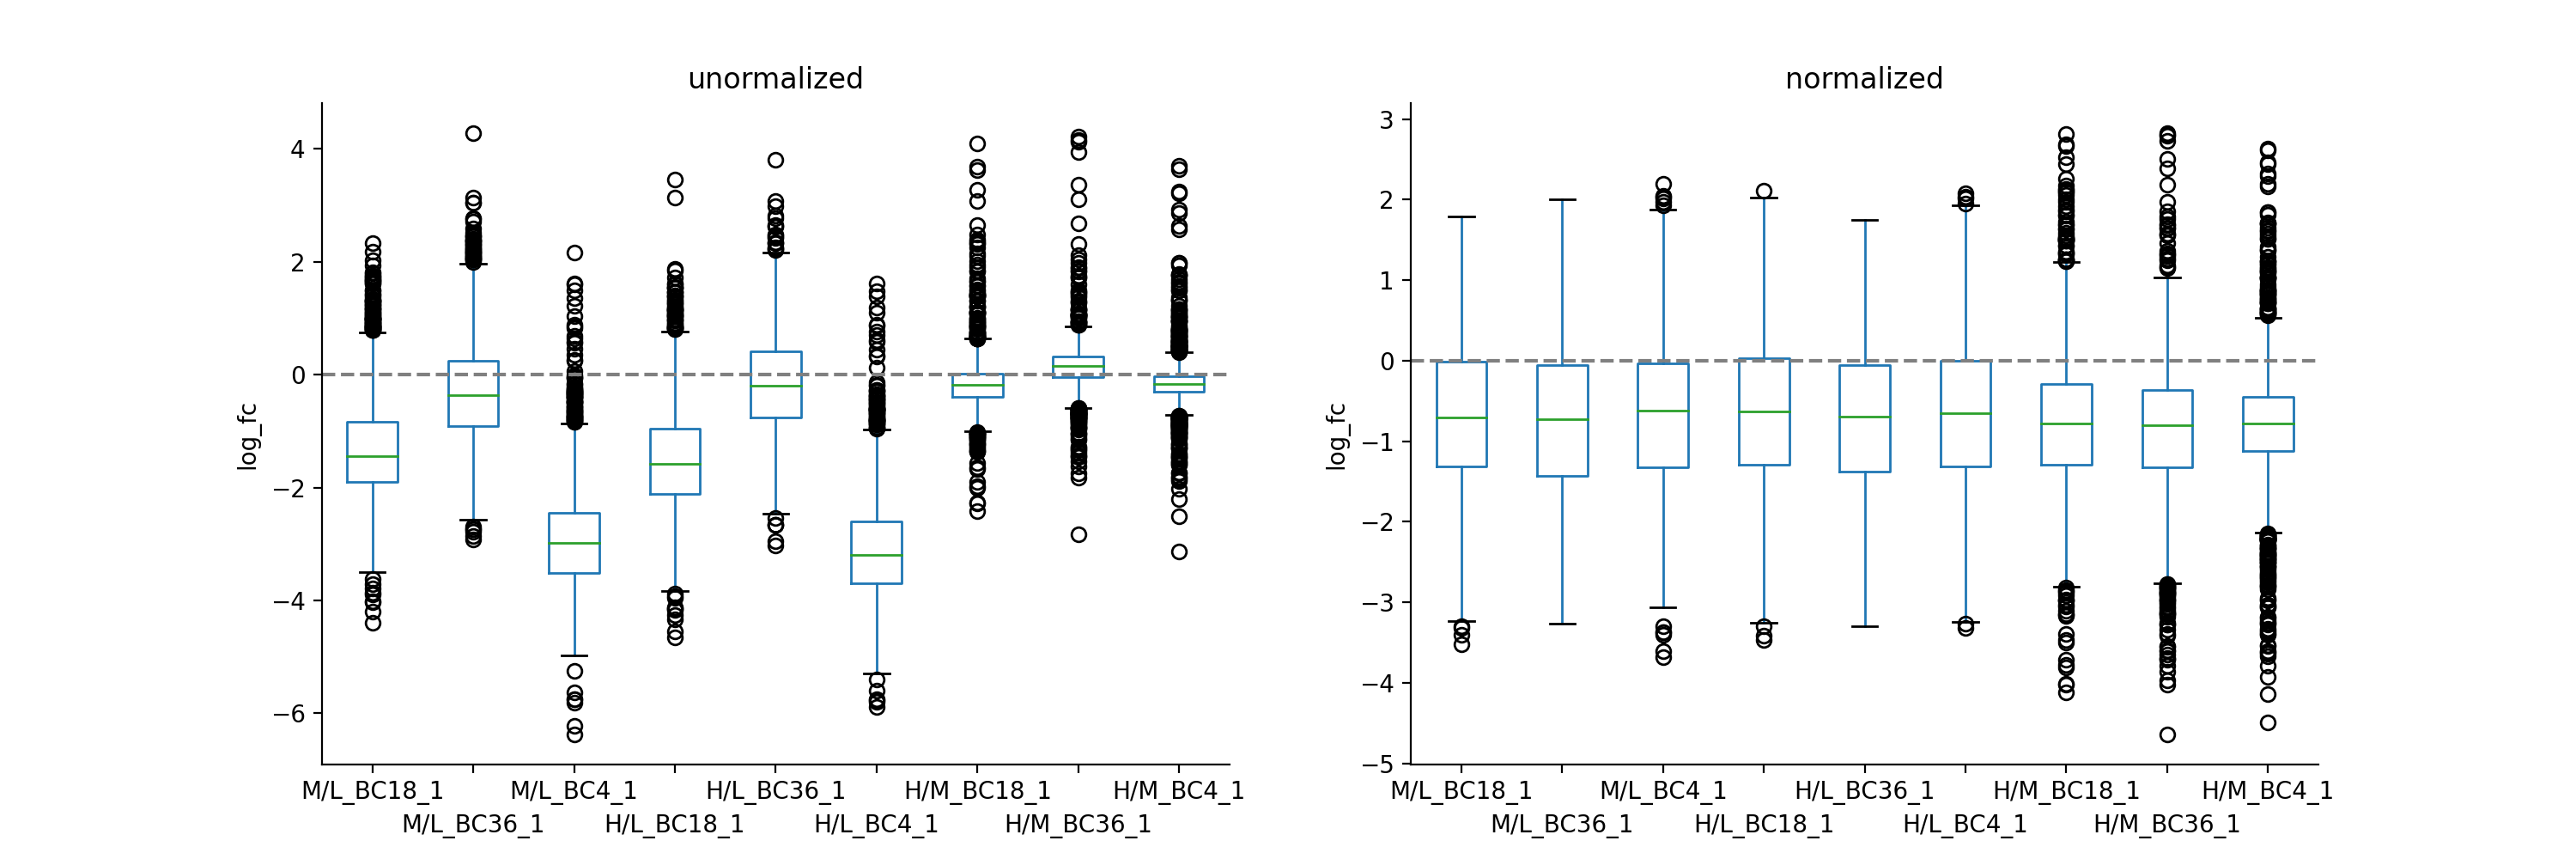 unormalized
log_fc
4
2
0
−2
−4
−6
M/L_BC18_1
M/L_BC36_1
M/L_BC4_1
H/L_BC18_1
H/L_BC36_1
H/L_BC4_1
H/M_BC18_1
H/M_BC36_1
H/M_BC4_1
normalized
log_fc
3
2
1
0
−1
−2
−3
−4
−5
M/L_BC18_1
M/L_BC36_1
M/L_BC4_1
H/L_BC18_1
H/L_BC36_1
H/L_BC4_1
H/M_BC18_1
H/M_BC36_1
H/M_BC4_1